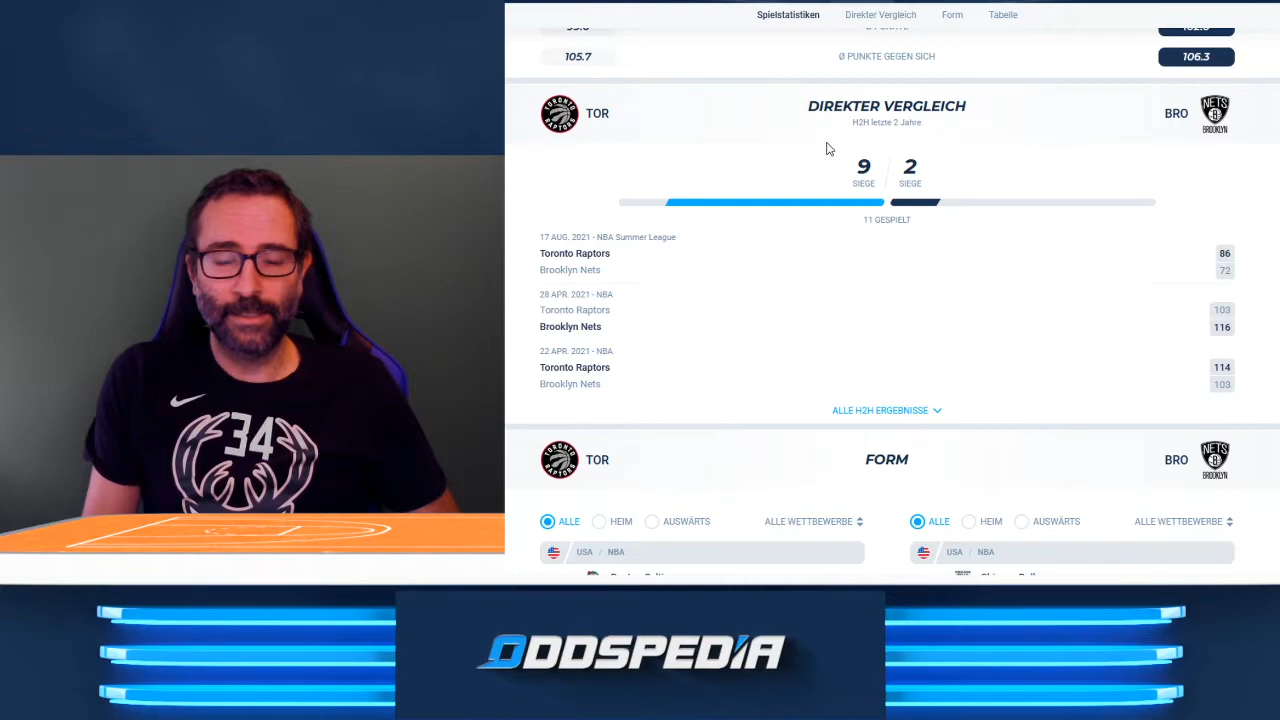 Spielstatistiken Direkter Vergleich Form Tabelle
105.7 Ø PUNKTE GEGEN SICH 106.3
TOR DIREKTER VERGLEICH BRO
H2H letzte 2 Jahre
9 2
SIEGE SIEGE
11 GESPIELT
17 AUG. 2021 - NBA Summer League
Toronto Raptors 86
Brooklyn Nets 72
28 APR. 2021 - NBA
Toronto Raptors 103
Brooklyn Nets 116
22 APR. 2021 - NBA
Toronto Raptors 114
Brooklyn Nets 103
ALLE H2H ERGEBNISSE
TOR FORM BRO
ALLE HEIM AUSWÄRTS ALLE WETTBEWERBE ALLE HEIM AUSWÄRTS ALLE WETTBEWERBE
USA / NBA USA / NBA
34
NETS
BROOKLYN
NETS
BROOKLYN
ODDSPEDIA